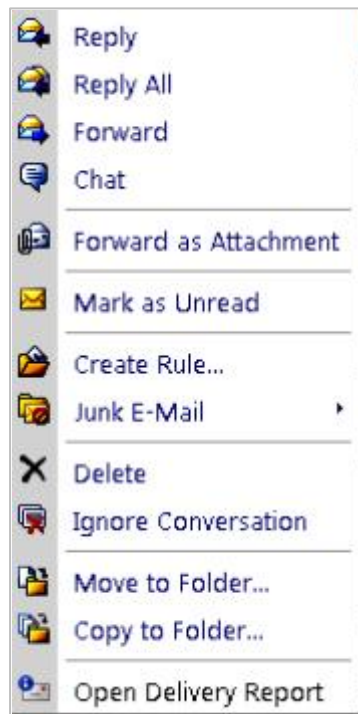 Reply
Reply All
Forward
Chat
Forward as Attachment
Mark as Unread
Create Rule...
Junk E-Mail
Delete
Ignore Conversation
Move to Folder...
Copy to Folder...
Open Delivery Report